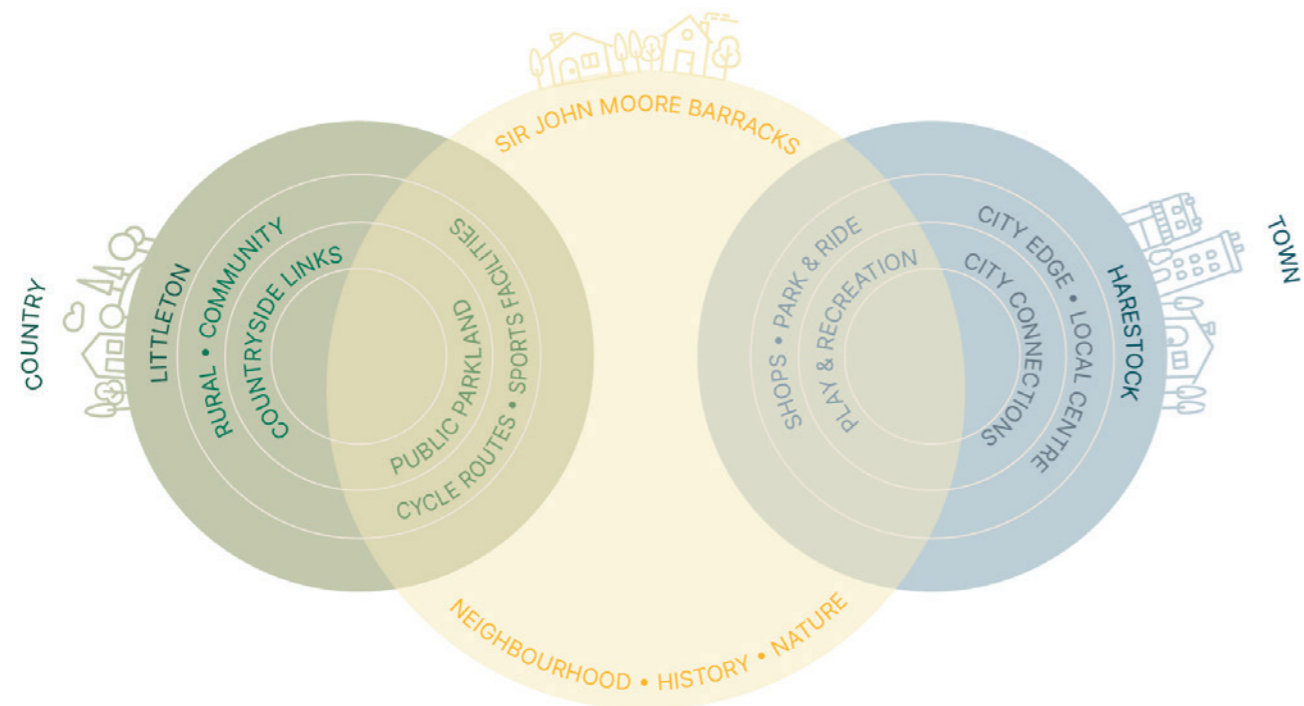 SIR JOHN MOORE BARRACKS
COUNTRY
LITTLETON
RURAL • COMMUNITY
COUNTRYSIDE LINKS
PUBLIC PARKLAND
CYCLE ROUTES • SPORTS FACILITIES
SHOPS • PARK & RIDE
PLAY & RECREATION
CITY EDGE • LOCAL CENTRE
CITY CONNECTIONS
HARESTOCK
TOWN
NEIGHBOURHOOD • HISTORY • NATURE